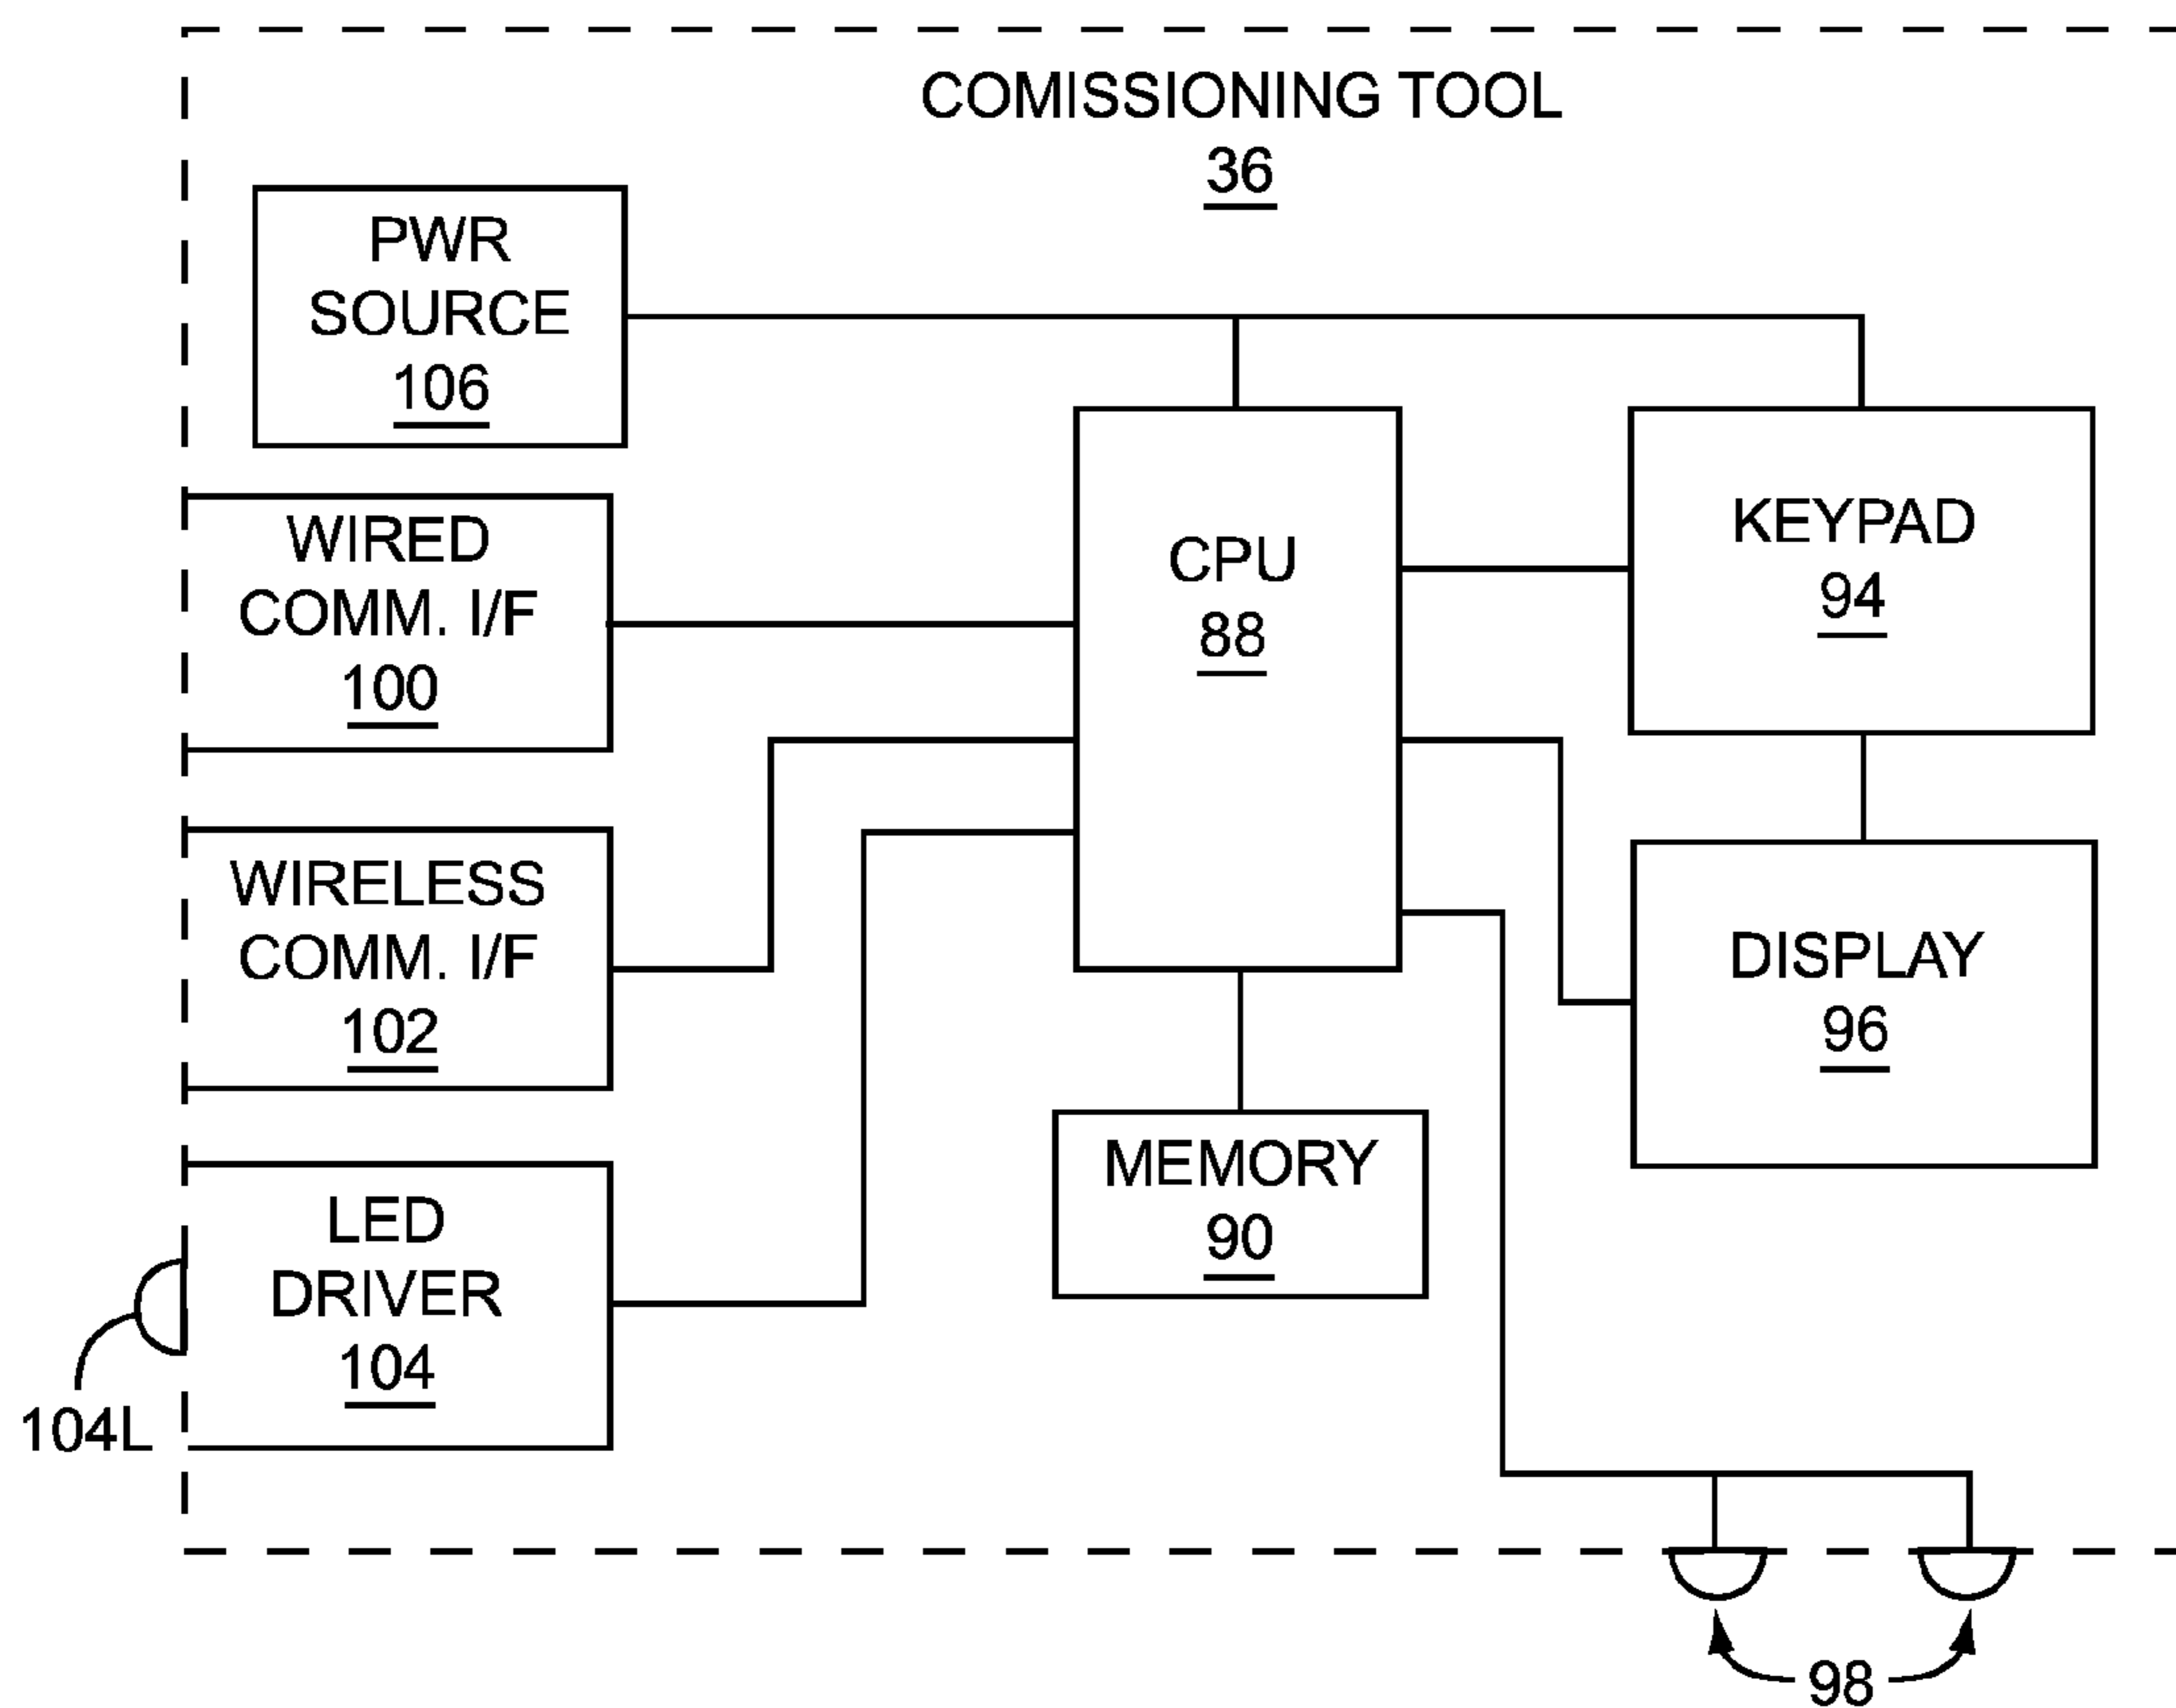 COMISSIONING TOOL
36
PWR
SOURCE
106
WIRED
COMM. I/F
100
WIRELESS
COMM. I/F
102
LED
DRIVER
104
104L
CPU
88
MEMORY
90
KEYPAD
94
DISPLAY
96
98